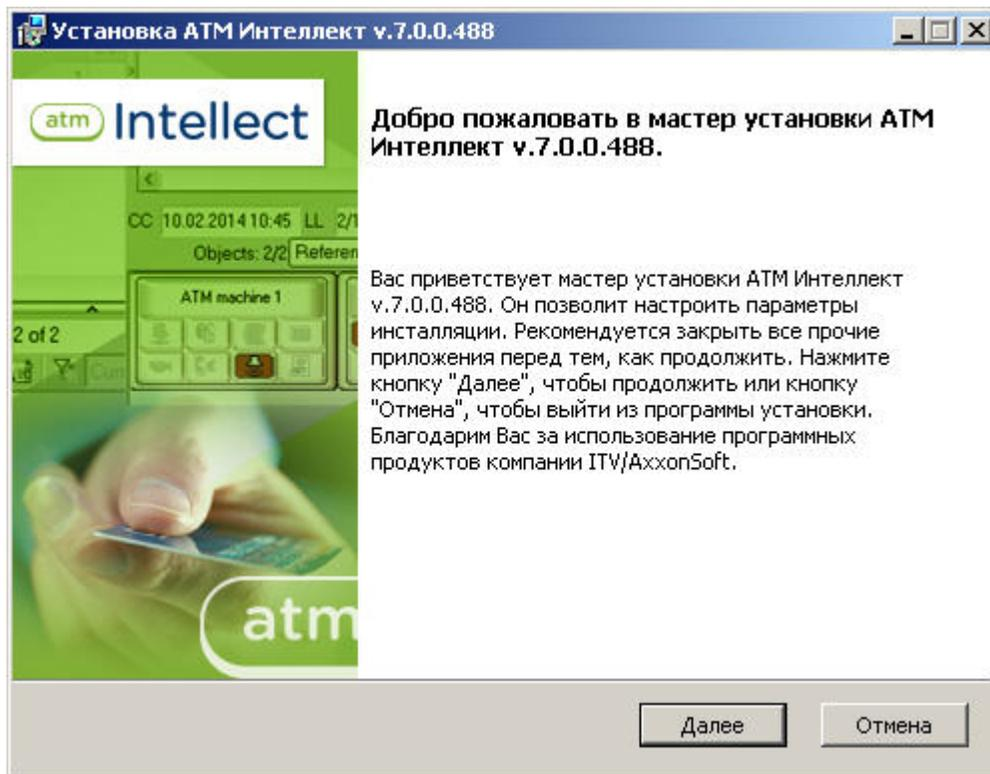 Установка АТМ Интеллект v.7.0.0.488
atm Intellect
Добро пожаловать в мастер установки АТМ
Интеллект v.7.0.0.488.
CC 10.02.2014 10:45 LL 2/1
Objects: 2/2 Referen
ATM machine 1
2 of 2
Вас приветствует мастер установки АТМ Интеллект
v.7.0.0.488. Он позволит настроить параметры
инсталляции. Рекомендуется закрыть все прочие
приложения перед тем, как продолжить. Нажмите
кнопку "Далее", чтобы продолжить или кнопку
"Отмена", чтобы выйти из программы установки.
Благодарим Вас за использование программных
продуктов компании ITV/AxxonSoft.
atm
Далее
Отмена